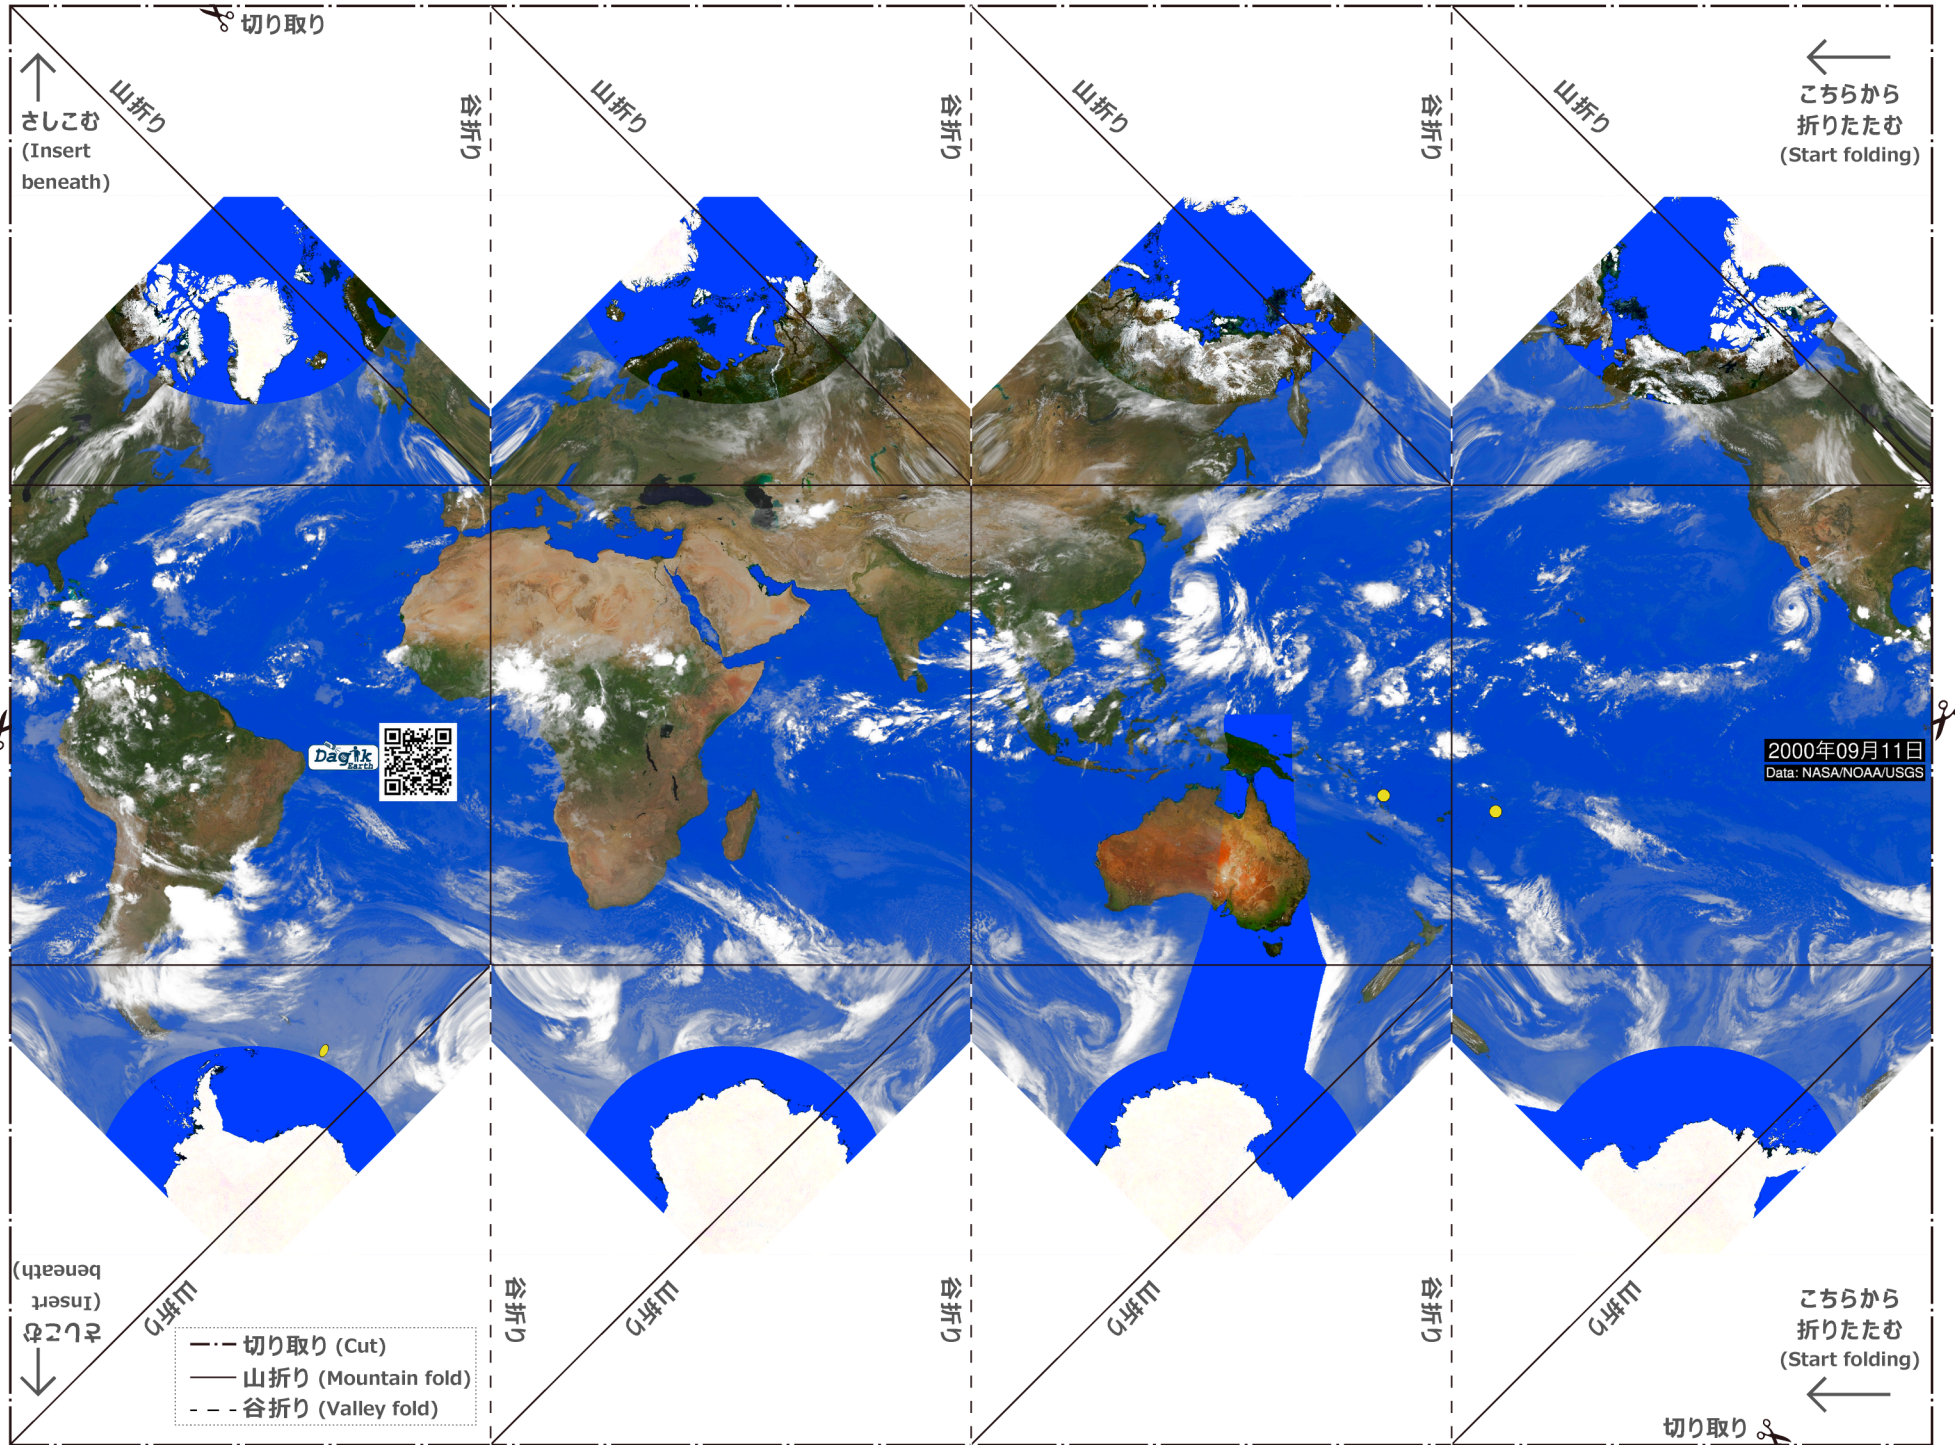 切り取り
さしこむ
(Insert
beneath)
山折り
谷折り
山折り
谷折り
山折り
谷折り
山折り
こちらから
折りたたむ
(Start folding)
Dagik
Earth
2000年09月11日
Data: NASA/NOAA/USGS
さしこむ
(Insert
beneath)
山折り
谷折り
山折り
谷折り
山折り
谷折り
山折り
こちらから
折りたたむ
(Start folding)
切り取り (Cut)
山折り (Mountain fold)
谷折り (Valley fold)
切り取り